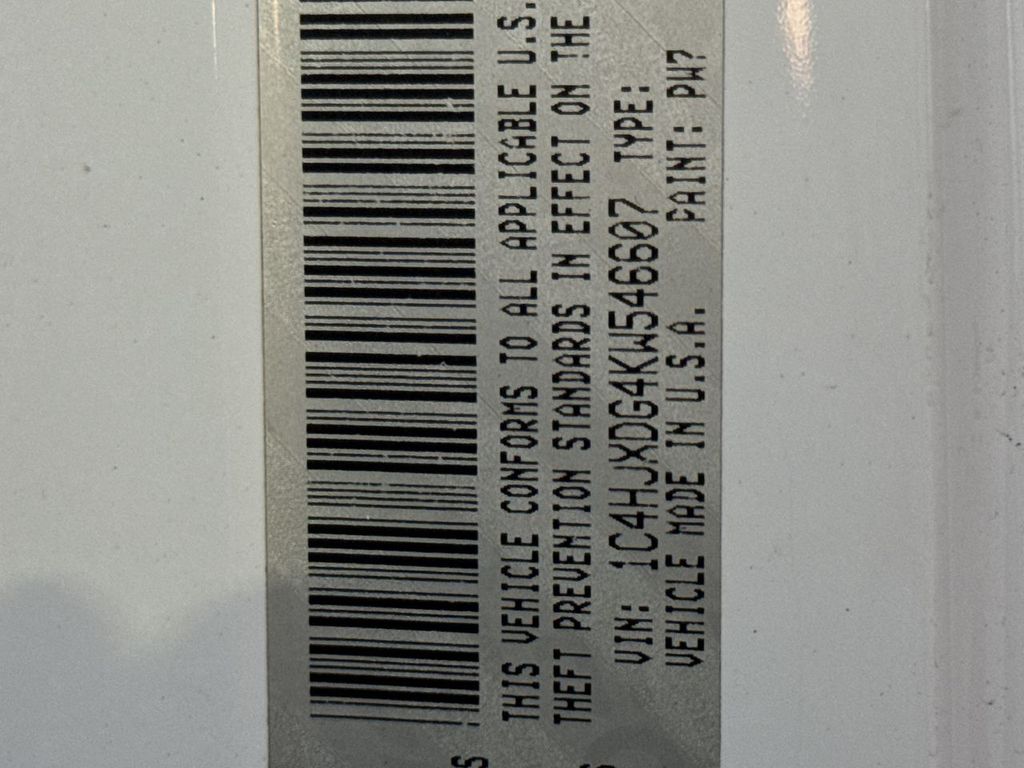 THIS VEHICLE CONFORMS TO ALL APPLICABLE U.S.
THEFT PREVENTION STANDARDS IN EFFECT ON THE
VIN: 1C4HJXDG4KW546607 TYPE:
VEHICLE MADE IN U.S.A. PAINT: PW7